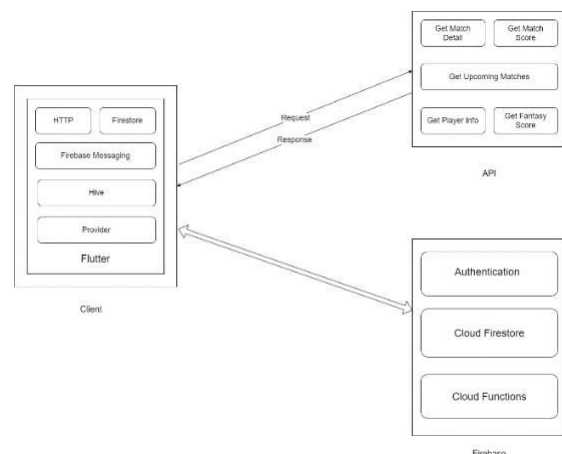 Get Match
Detail
Get Match
Score
Get Upcoming Matches
Get Player Info
Get Fantasy
Score
API
HTTP
Firestore
Firebase Messaging
Hive
Provider
Flutter
Client
Request
Response
Authentication
Cloud Firestore
Cloud Functions
Firebase